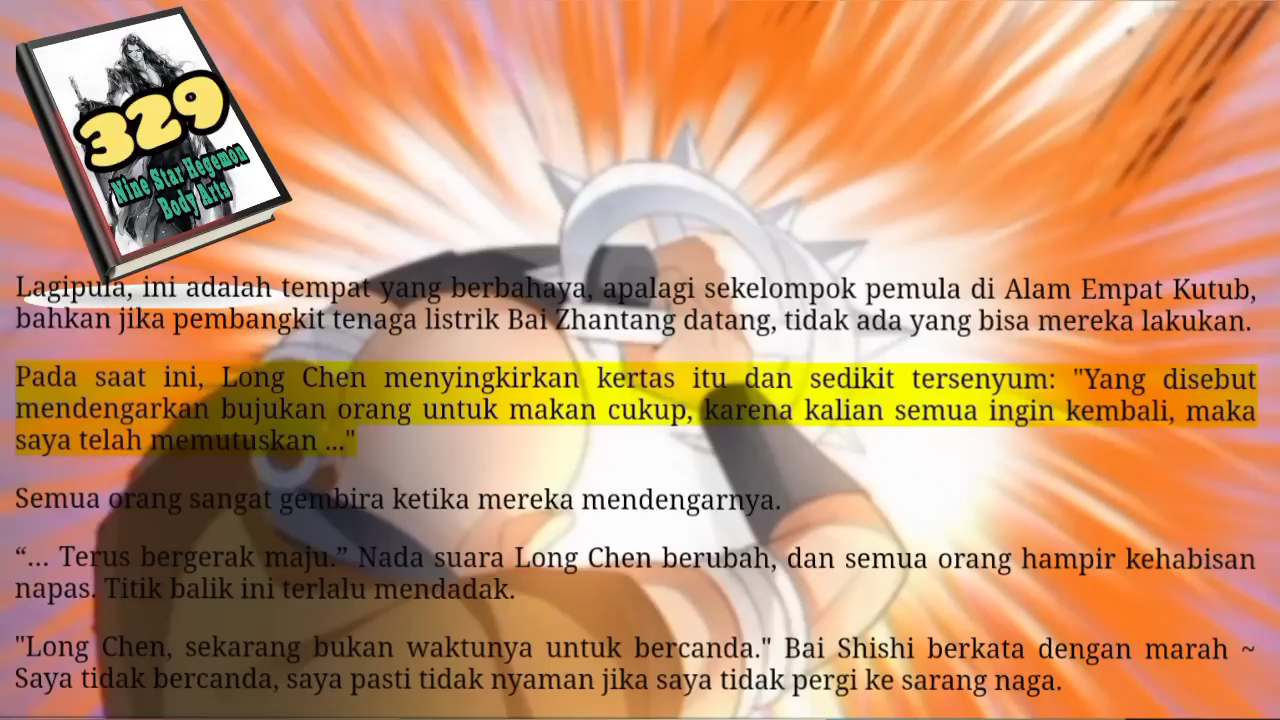 329
Nine Star Hegemon
Body Arts
Lagipula, ini adalah tempat yang berbahaya, apalagi sekelompok pemula di Alam Empat Kutub,
bahkan jika pembangkit tenaga listrik Bai Zhantang datang, tidak ada yang bisa mereka lakukan.
Pada saat ini, Long Chen menyingkirkan kertas itu dan sedikit tersenyum: "Yang disebut
mendengarkan bujukan orang untuk makan cukup, karena kalian semua ingin kembali, maka
saya telah memutuskan ..."
Semua orang sangat gembira ketika mereka mendengarnya.
“... Terus bergerak maju.” Nada suara Long Chen berubah, dan semua orang hampir kehabisan
napas. Titik balik ini terlalu mendadak.
"Long Chen, sekarang bukan waktunya untuk bercanda." Bai Shishi berkata dengan marah ~
Saya tidak bercanda, saya pasti tidak nyaman jika saya tidak pergi ke sarang naga.